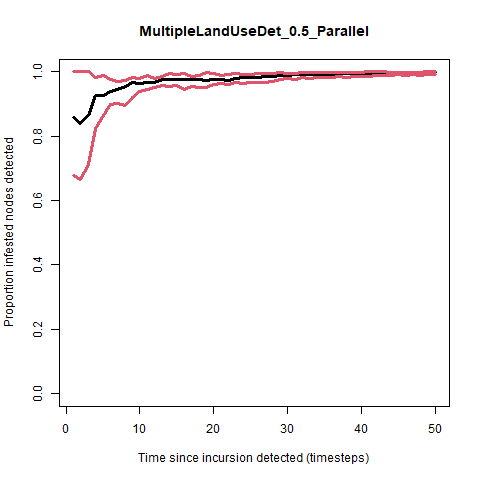 MultipleLandUseDet_0.5_Parallel
Proportion infested nodes detected
1.0
0.8
0.6
0.4
0.2
0.0
0 10 20 30 40 50
Time since incursion detected (timesteps)